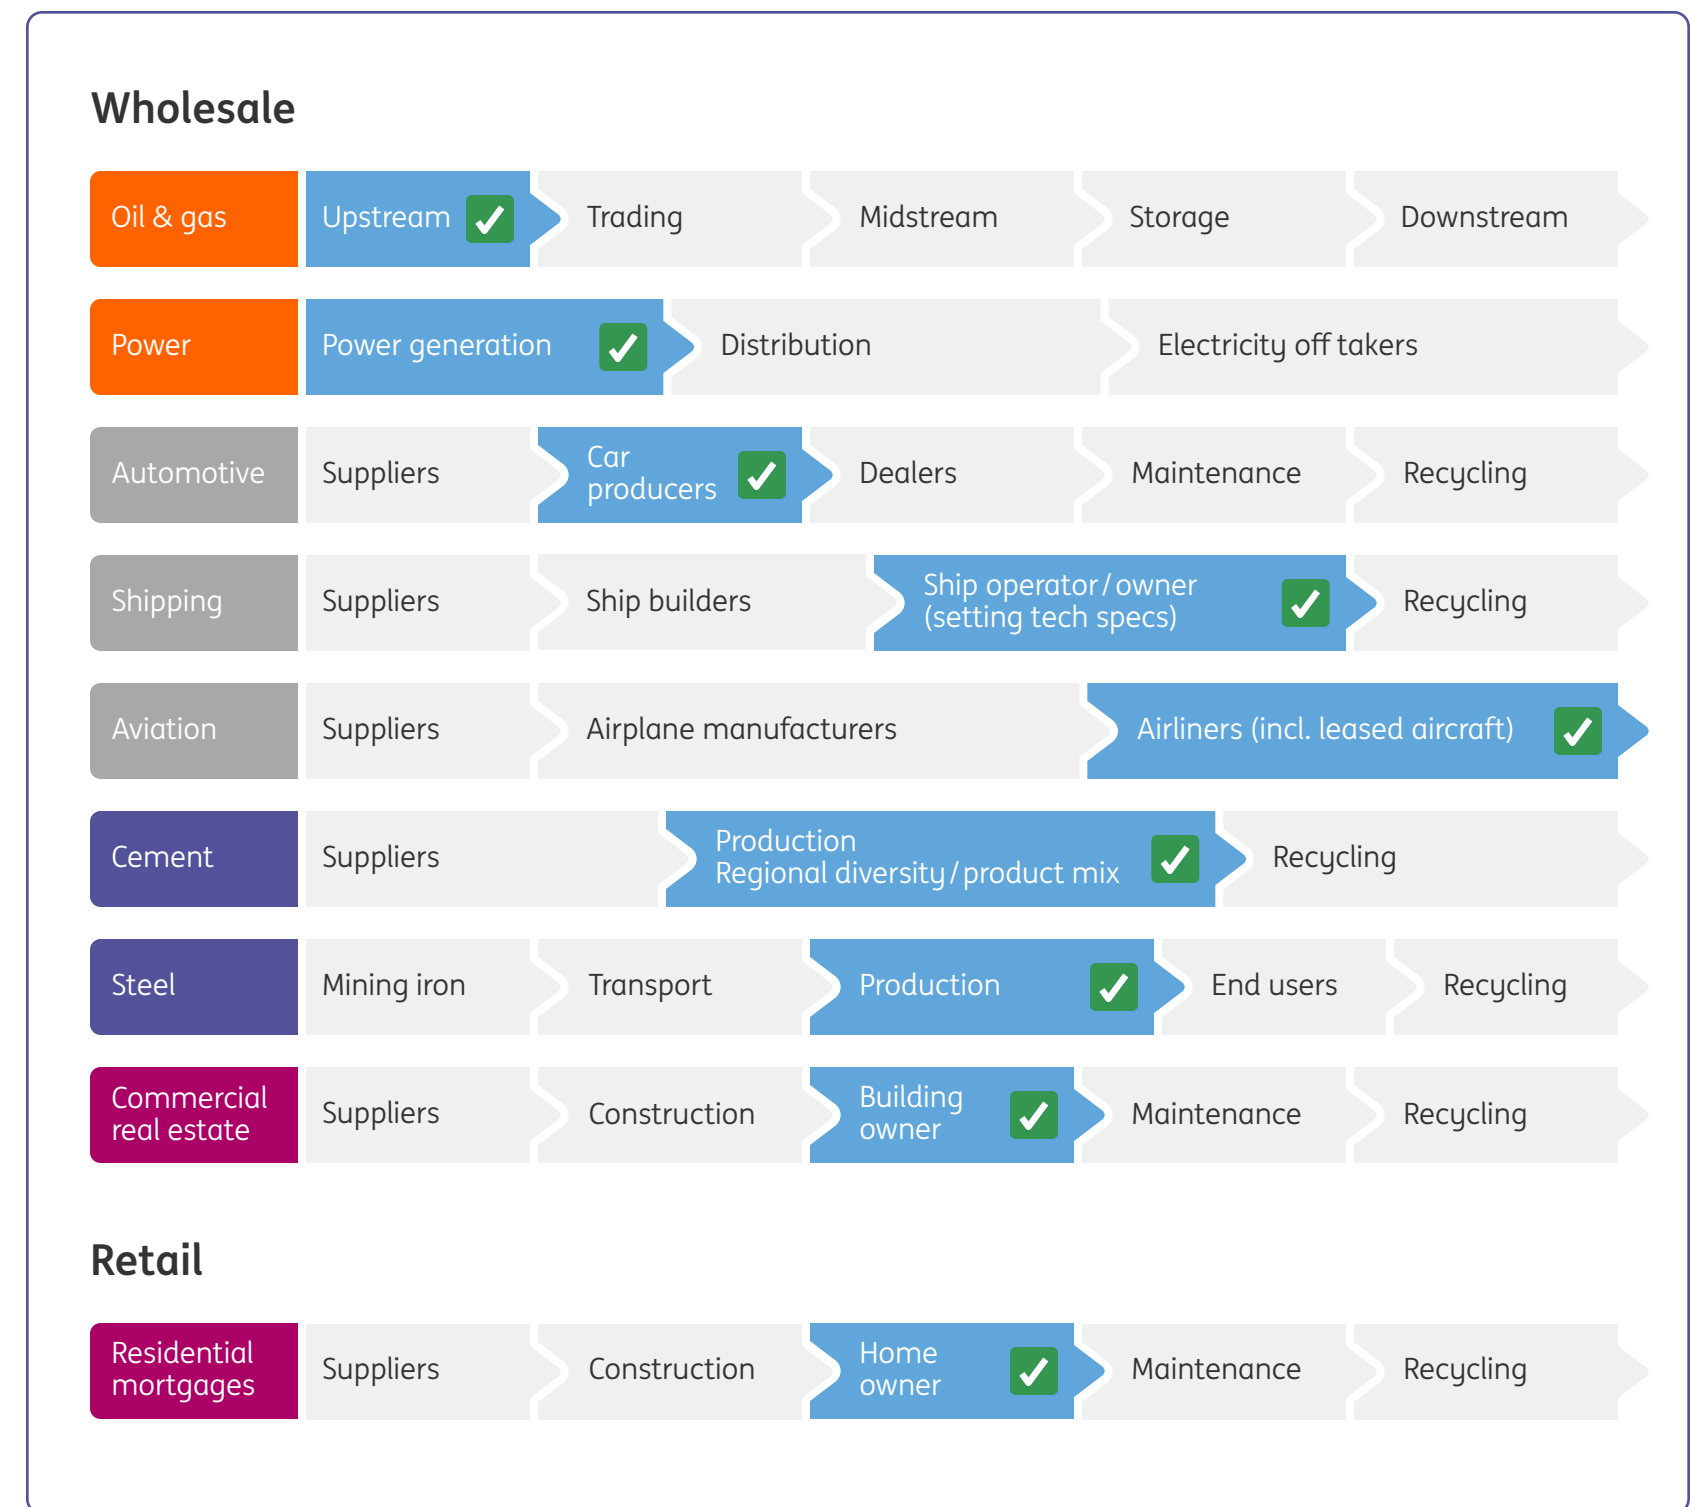 Wholesale
Oil & gas
Upstream
Trading
Midstream
Storage
Downstream
Power
Power generation
Distribution
Electricity off takers
Automotive
Suppliers
Car
producers
Dealers
Maintenance
Recycling
Shipping
Suppliers
Ship builders
Ship operator/owner
(setting tech specs)
Recycling
Aviation
Suppliers
Airplane manufacturers
Airliners (incl. leased aircraft)
Cement
Suppliers
Production
Regional diversity/product mix
Recycling
Steel
Mining iron
Transport
Production
End users
Recycling
Commercial
real estate
Suppliers
Construction
Building
owner
Maintenance
Recycling
Retail
Residential
mortgages
Suppliers
Construction
Home
owner
Maintenance
Recycling